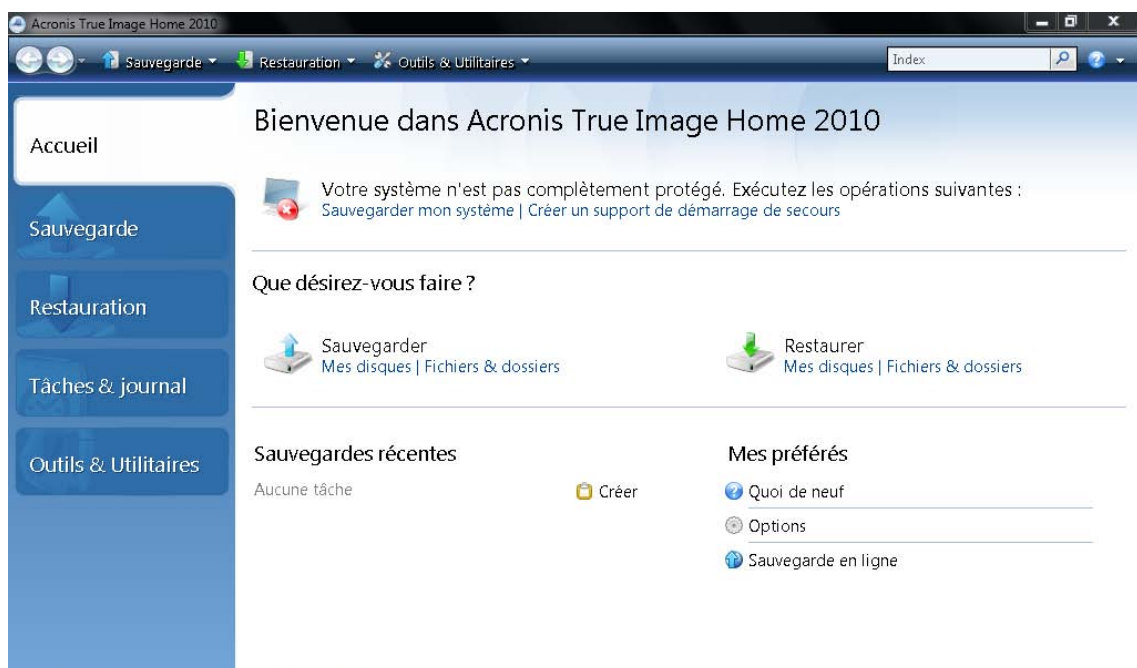 Acronis True Image Home 2010
Sauvegarde Restauration Outils & Utilitaires Index
Accueil
Sauvegarde
Restauration
Tâches & journal
Outils & Utilitaires
Bienvenue dans Acronis True Image Home 2010
Votre système n'est pas complètement protégé. Exécutez les opérations suivantes :
Sauvegarder mon système | Créer un support de démarrage de secours
Que désirez-vous faire ?
Sauvegarder
Mes disques | Fichiers & dossiers
Restaurer
Mes disques | Fichiers & dossiers
Sauvegardes récentes
Aucune tâche Créer
Mes préférés
Quoi de neuf
Options
Sauvegarde en ligne